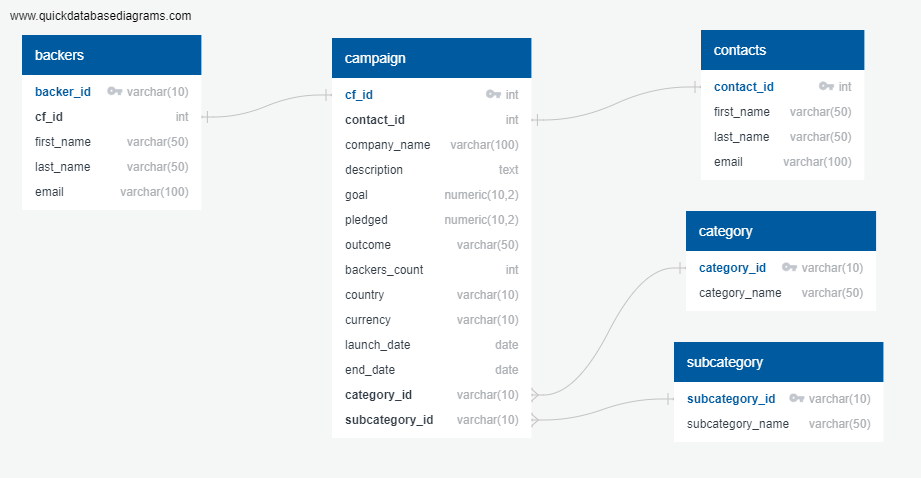 www.quickdatabasediagrams.com
backers
backer_id varchar(10)
cf_id int
first_name varchar(50)
last_name varchar(50)
email varchar(100)
campaign
cf_id int
contact_id int
company_name varchar(100)
description text
goal numeric(10,2)
pledged numeric(10,2)
outcome varchar(50)
backers_count int
country varchar(10)
currency varchar(10)
launch_date date
end_date date
category_id varchar(10)
subcategory_id varchar(10)
contacts
contact_id int
first_name varchar(50)
last_name varchar(50)
email varchar(100)
category
category_id varchar(10)
category_name varchar(50)
subcategory
subcategory_id varchar(10)
subcategory_name varchar(50)